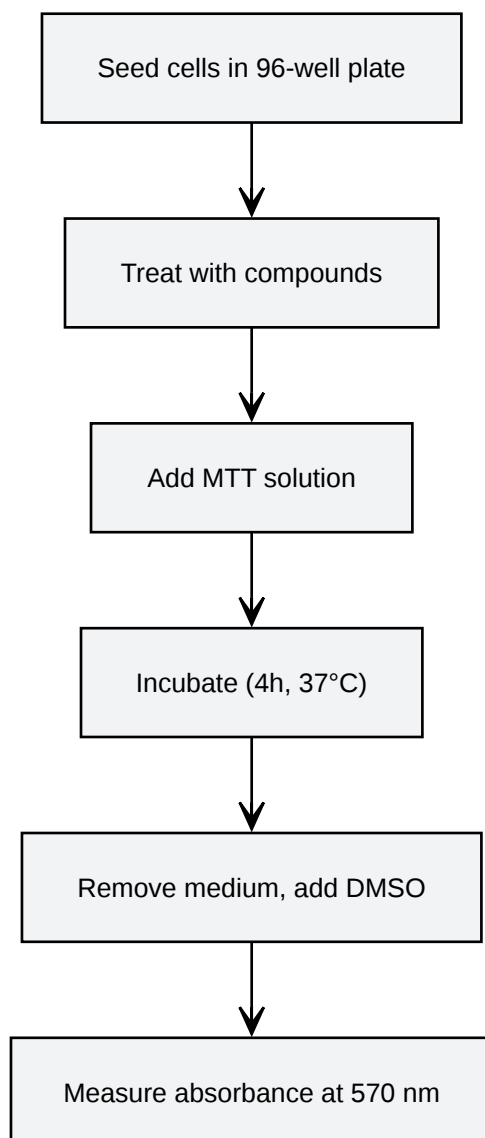 Seed cells in 96-well plate
Treat with compounds
Add MTT solution
Incubate (4h, 37°C)
Remove medium, add DMSO
Measure absorbance at 570 nm